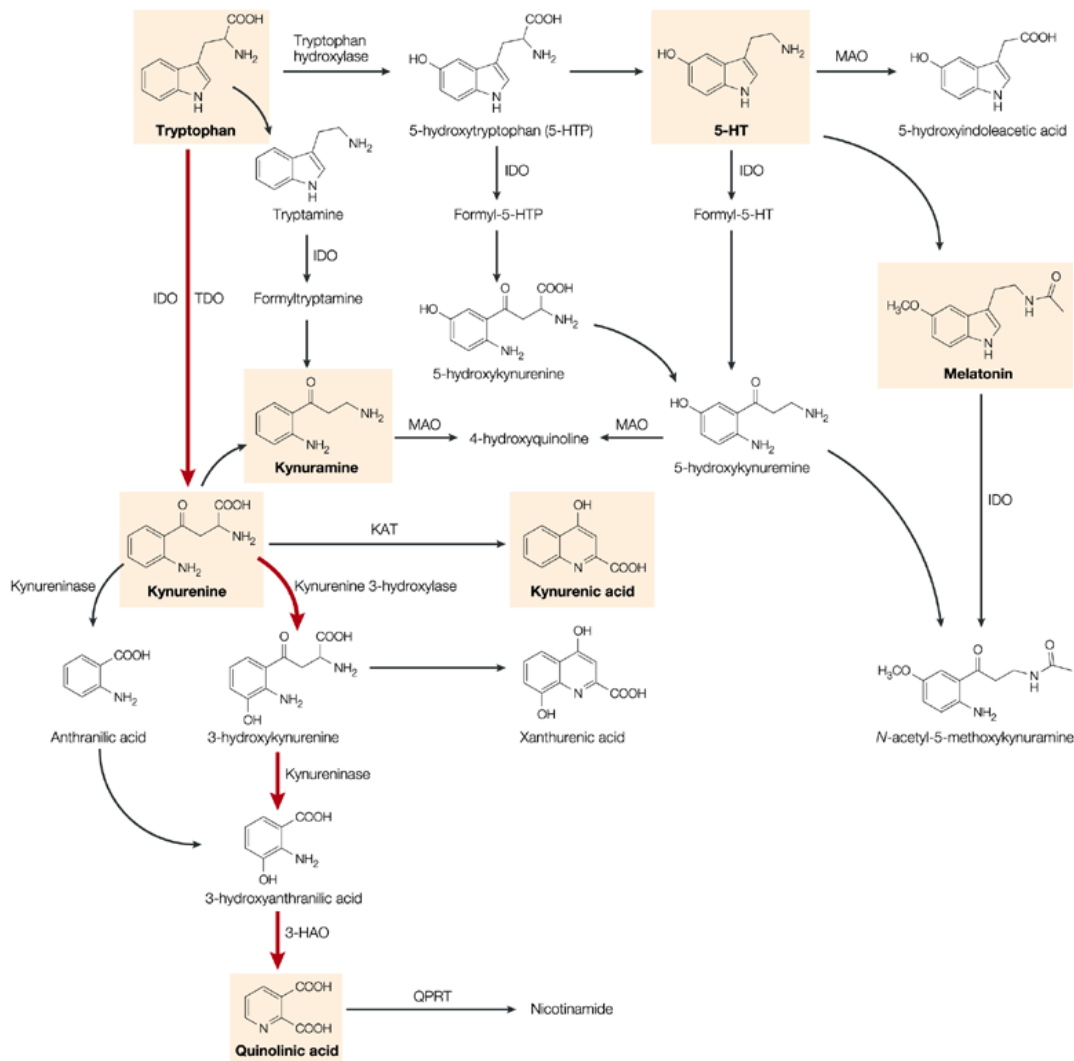 COOH
NH2
N
H
Tryptophan
Tryptophan
hydroxylase
COOH
HO
NH2
N
H
5-hydroxytryptophan (5-HTP)
HO
NH2
N
H
5-HT
MAO
COOH
HO
N
H
5-hydroxyindoleacetic acid
NH2
N
H
Tryptamine
IDO
Formyl-5-HTP
IDO
Formyl-5-HT
IDO
Formyltryptamine
IDO
TDO
O
COOH
HO
NH2
NH2
5-hydroxykynurenine
O
H3CO
N
H
N
H
Melatonin
O
NH2
NH2
Kynuramine
MAO
4-hydroxyquinoline
MAO
O
HO
NH2
NH2
5-hydroxykynuremine
IDO
O
COOH
NH2
NH2
Kynurenine
KAT
OH
N
COOH
Kynurenic acid
Kynureninase
Kynurenine 3-hydroxylase
COOH
NH2
Anthranilic acid
O
COOH
NH2
NH2
OH
3-hydroxykynurenine
OH
N
COOH
OH
Xanthurenic acid
O
O
H3CO
N
H
NH2
N-acetyl-5-methoxykynuramine
Kynureninase
COOH
NH2
OH
3-hydroxyanthranilic acid
3-HAO
COOH
COOH
N
Quinolinic acid
QPRT
Nicotinamide